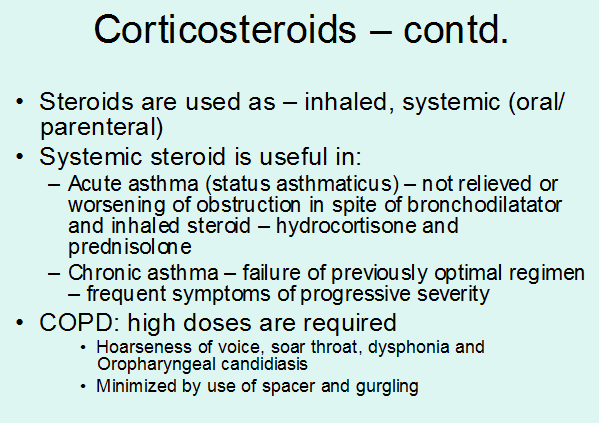 Corticosteroids – contd.
• Steroids are used as – inhaled, systemic (oral/
parenteral)
• Systemic steroid is useful in:
– Acute asthma (status asthmaticus) – not relieved or
worsening of obstruction in spite of bronchodilatator
and inhaled steroid – hydrocortisone and
prednisolone
– Chronic asthma – failure of previously optimal regimen
– frequent symptoms of progressive severity
• COPD: high doses are required
• Hoarseness of voice, soar throat, dysphonia and
Oropharyngeal candidiasis
• Minimized by use of spacer and gurgling